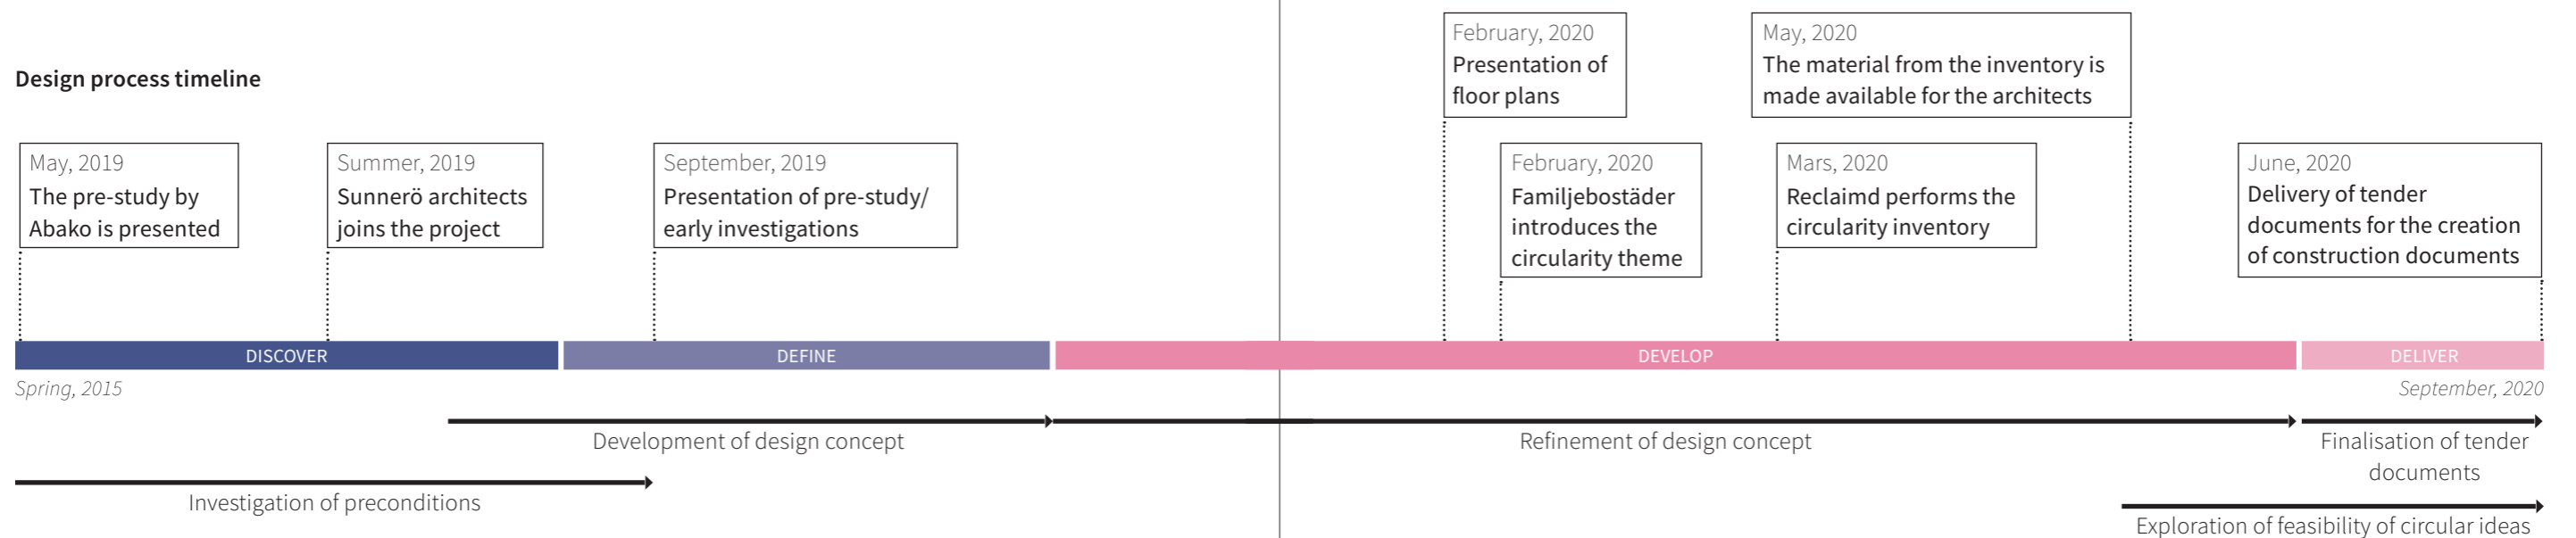 Design process timeline
May, 2019
The pre-study by
Abako is presented
Summer, 2019
Sunnerö architects
joins the project
September, 2019
Presentation of pre-study/
early investigations
February, 2020
Presentation of
floor plans
February, 2020
Familjebostäder
introduces the
circularity theme
May, 2020
The material from the inventory is
made available for the architects
Mars, 2020
Reclaimd performs the
circularity inventory
June, 2020
Delivery of tender
documents for the creation
of construction documents
DISCOVER
DEFINE
DEVELOP
DELIVER
Spring, 2015
September, 2020
Development of design concept
Refinement of design concept
Finalisation of tender
documents
Investigation of preconditions
Exploration of feasibility of circular ideas